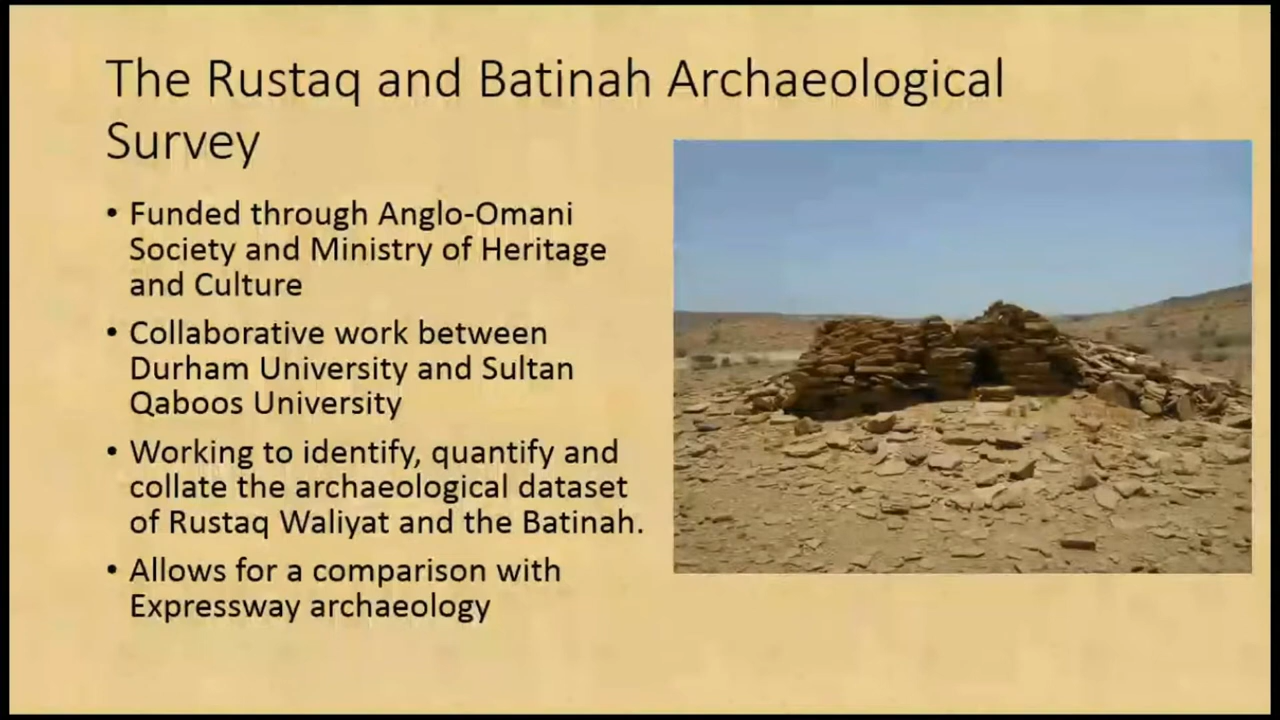 The Rustaq and Batinah Archaeological
Survey
• Funded through Anglo-Omani
Society and Ministry of Heritage
and Culture
• Collaborative work between
Durham University and Sultan
Qaboos University
• Working to identify, quantify and
collate the archaeological dataset
of Rustaq Waliyat and the Batinah.
• Allows for a comparison with
Expressway archaeology